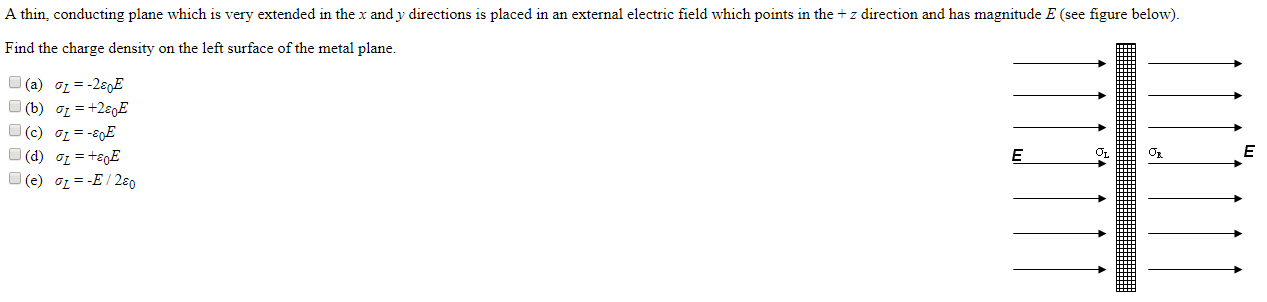 A thin, conducting plane which is very extended in the x and y directions is placed in an external electric field which points in the + z direction and has magnitude E (see figure below).
Find the charge density on the left surface of the metal plane.
(a) σL = -2ε0E
(b) σL = +2ε0E
(c) σL = -ε0E
(d) σL = +ε0E
(e) σL = -E / 2ε0
E σL σR E